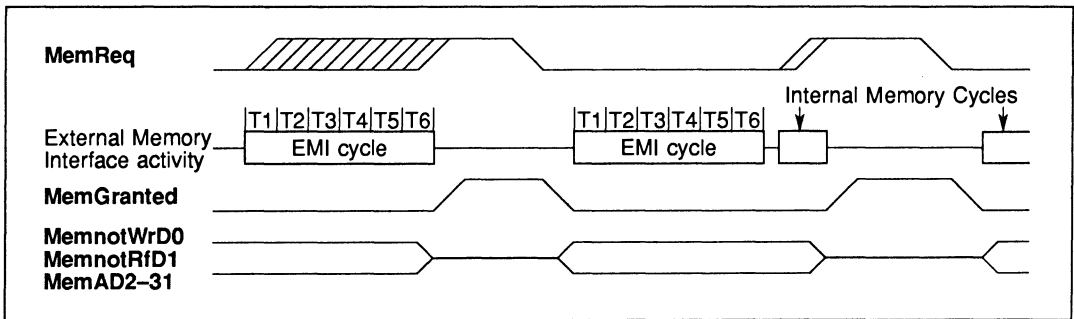 MemReq
Internal Memory Cycles
T1 T2 T3 T4 T5 T6
T1 T2 T3 T4 T5 T6
External Memory
Interface activity
EMI cycle
EMI cycle
MemGranted
MemnotWrD0
MemnotRfD1
MemAD2–31